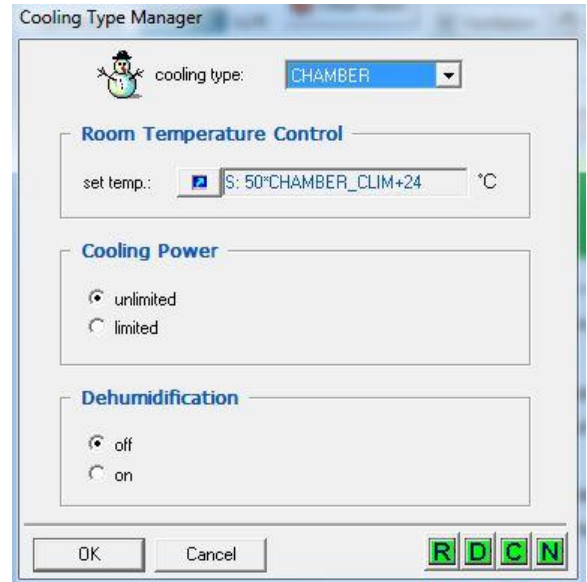 Cooling Type Manager
cooling type: CHAMBER
Room Temperature Control
set temp.: S: 50*CHAMBER_CLIM+24 °C
Cooling Power
unlimited
limited
Dehumidification
off
on
OK Cancel R D C N